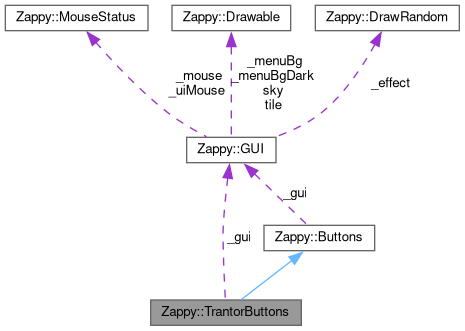 Zappy::MouseStatus
Zappy::Drawable
Zappy::DrawRandom
_mouse
_uiMouse
_menuBg
_menuBgDark
sky
tile
_effect
Zappy::GUI
_gui
_gui
Zappy::Buttons
Zappy::TrantorButtons